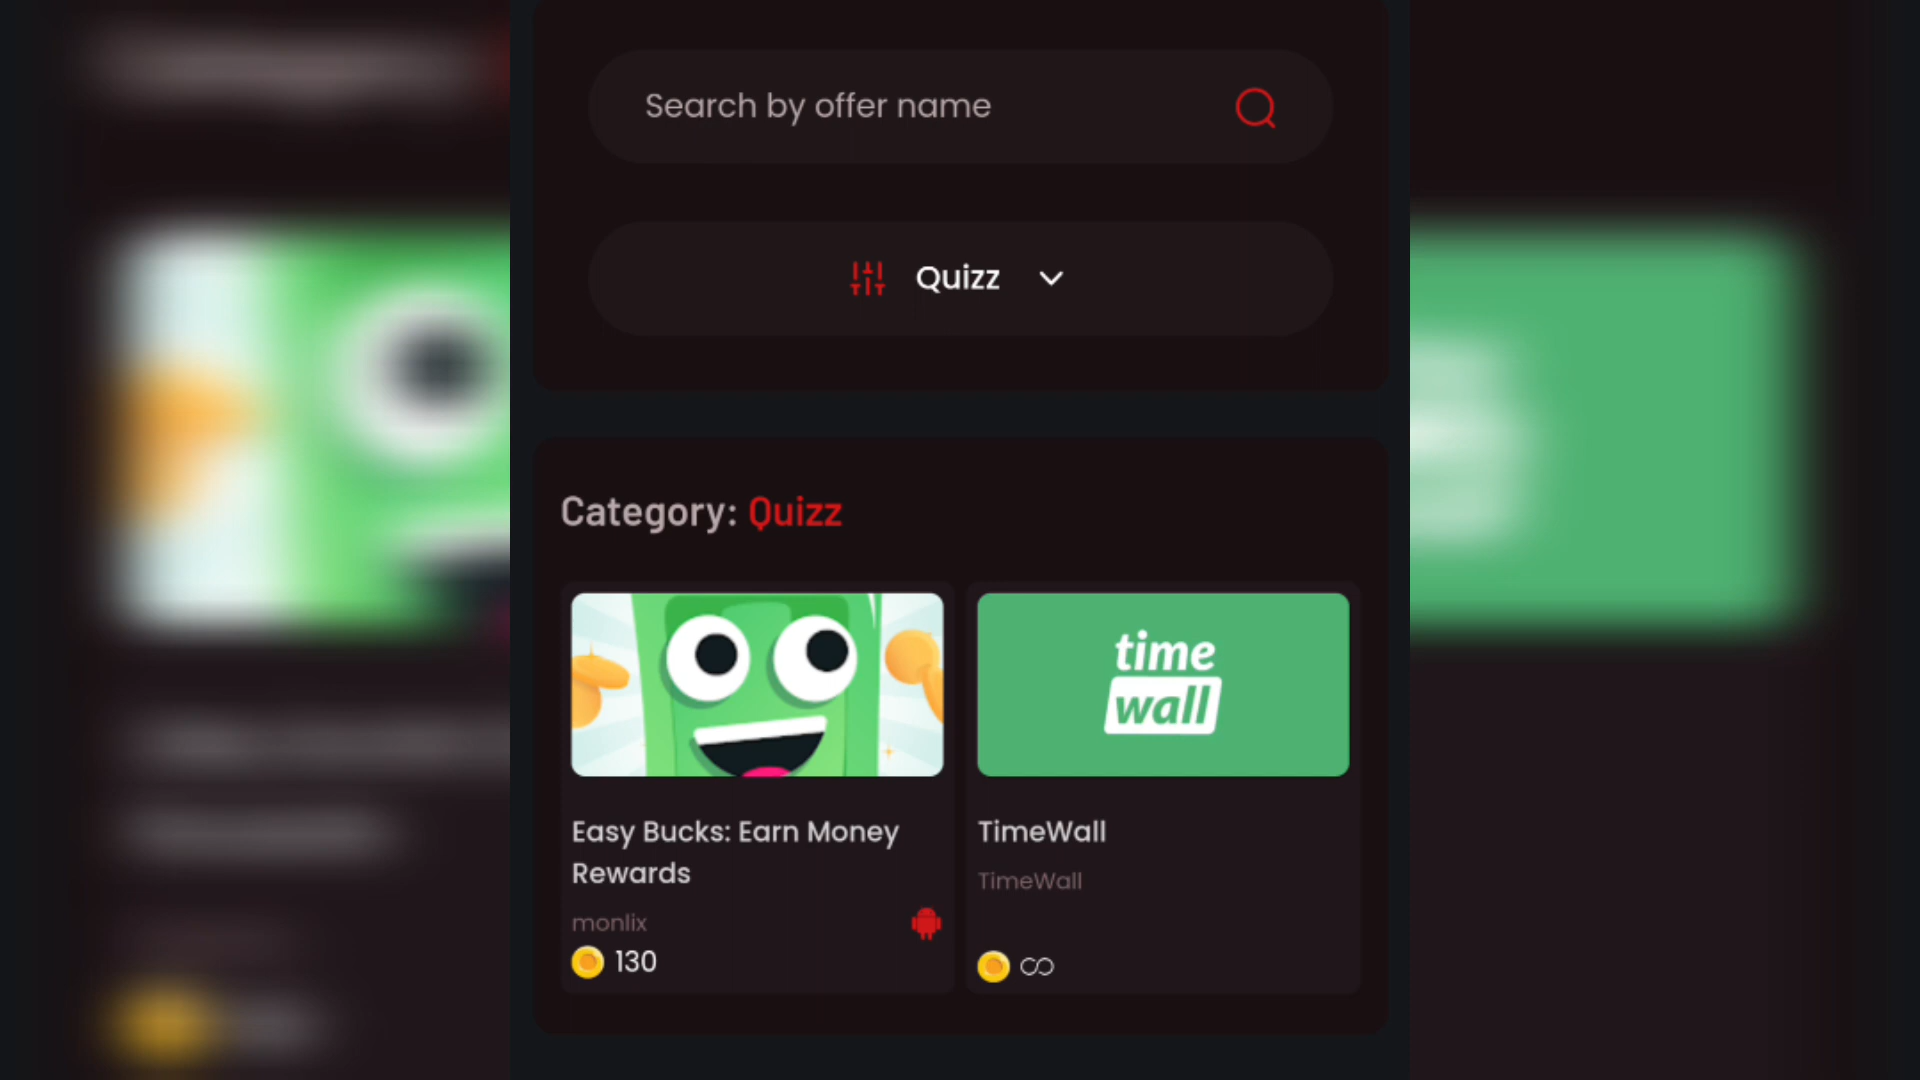 Search by offer name
Quizz
Category: Quizz
time
wall
Easy Bucks: Earn Money
Rewards
monlix
130
TimeWall
TimeWall
∞